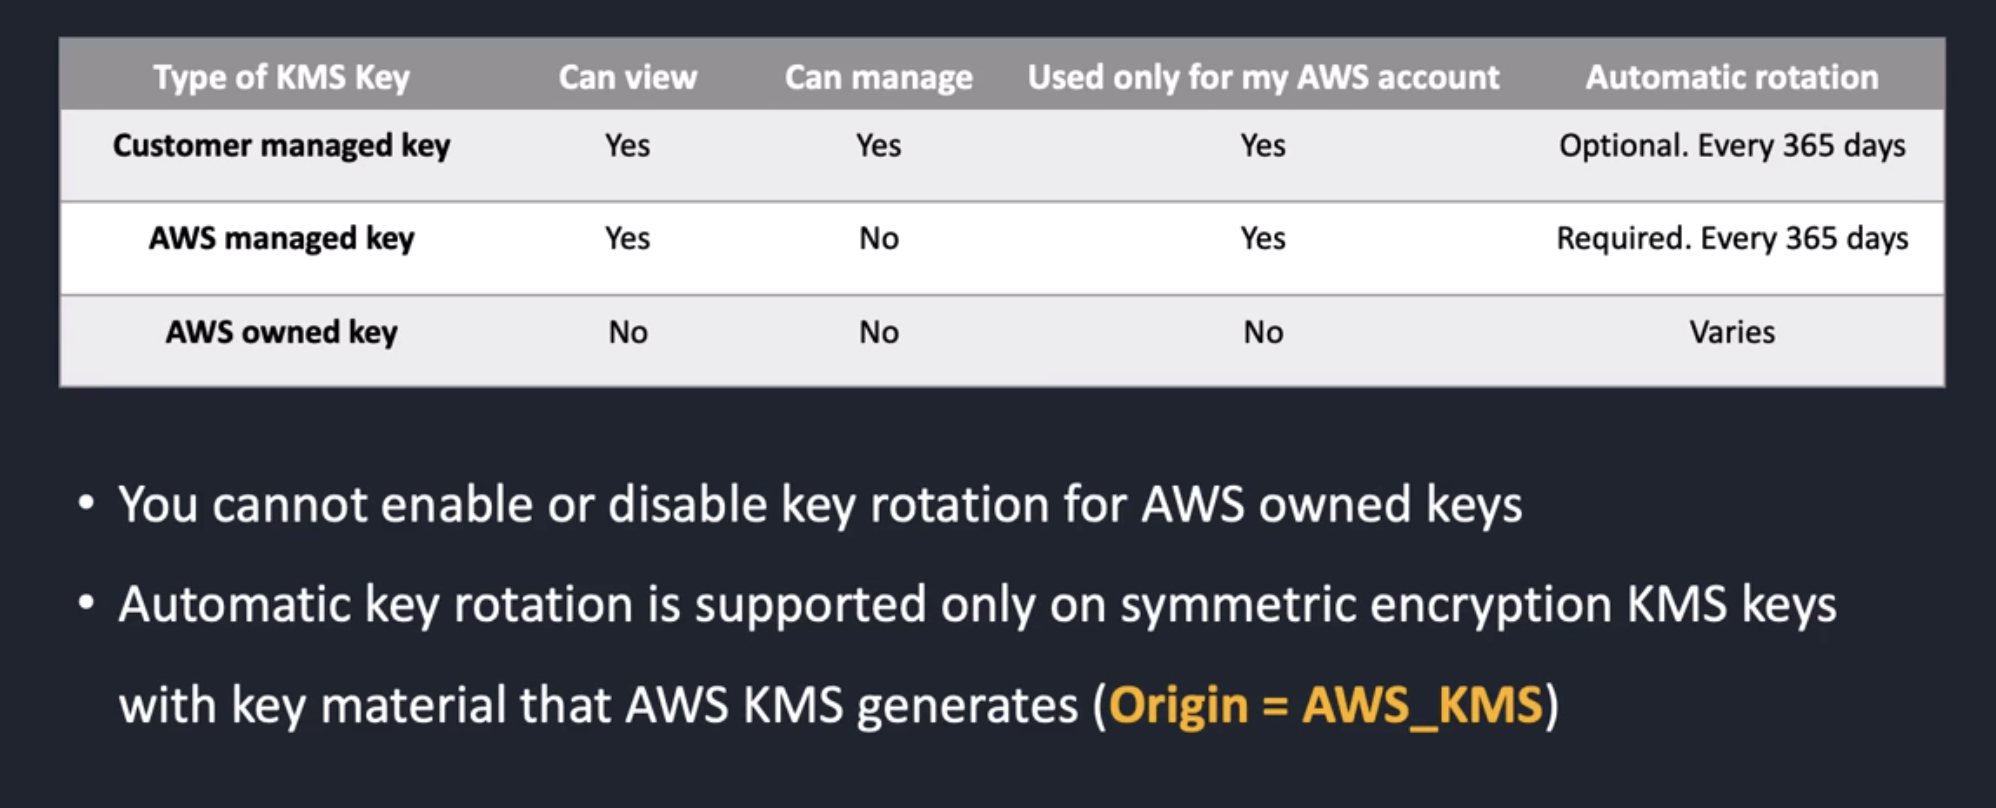 Type of KMS Key Can view Can manage Used only for my AWS account Automatic rotation
Customer managed key Yes Yes Yes Optional. Every 365 days
AWS managed key Yes No Yes Required. Every 365 days
AWS owned key No No No Varies
• You cannot enable or disable key rotation for AWS owned keys
• Automatic key rotation is supported only on symmetric encryption KMS keys
with key material that AWS KMS generates (Origin = AWS_KMS)